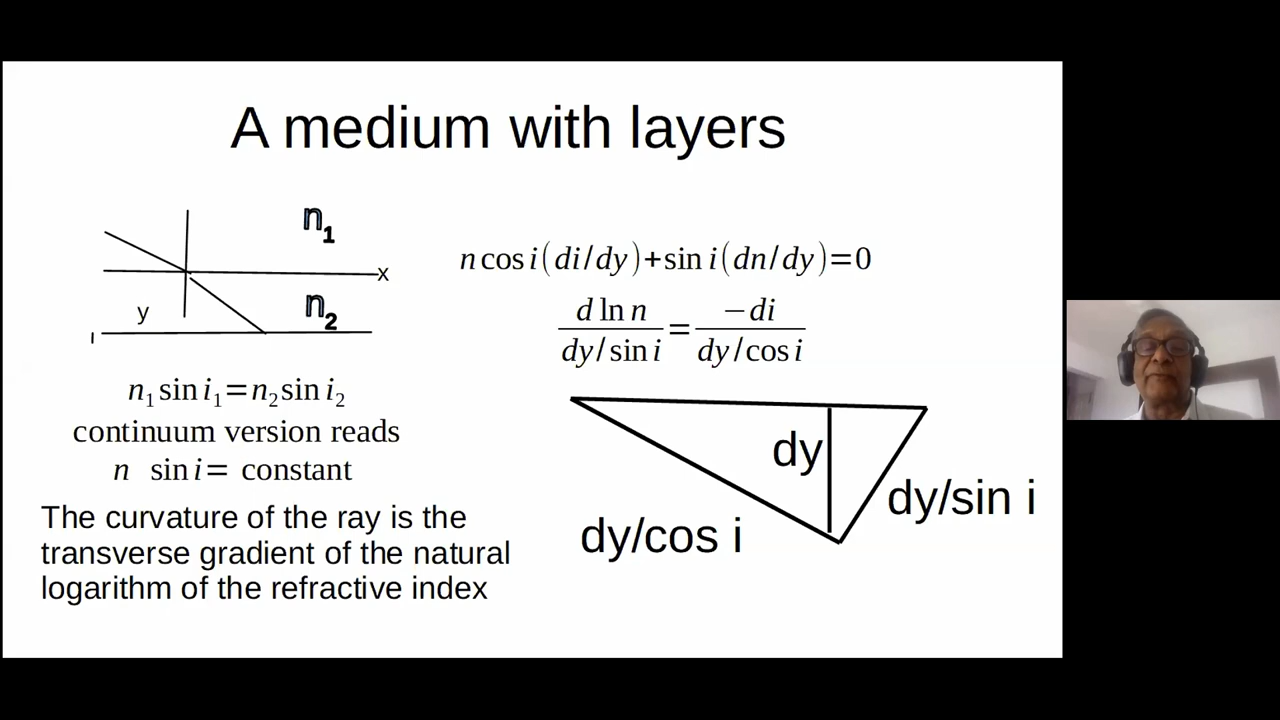 A medium with layers
n1
x
y
n2
n1 sin i1=n2 sin i2
continuum version reads
n sin i= constant
The curvature of the ray is the
transverse gradient of the natural
logarithm of the refractive index
n cos i(di/dy)+sin i(dn/dy)=0
d ln n / dy/sin i = −di / dy/cos i
dy
dy/cos i
dy/sin i